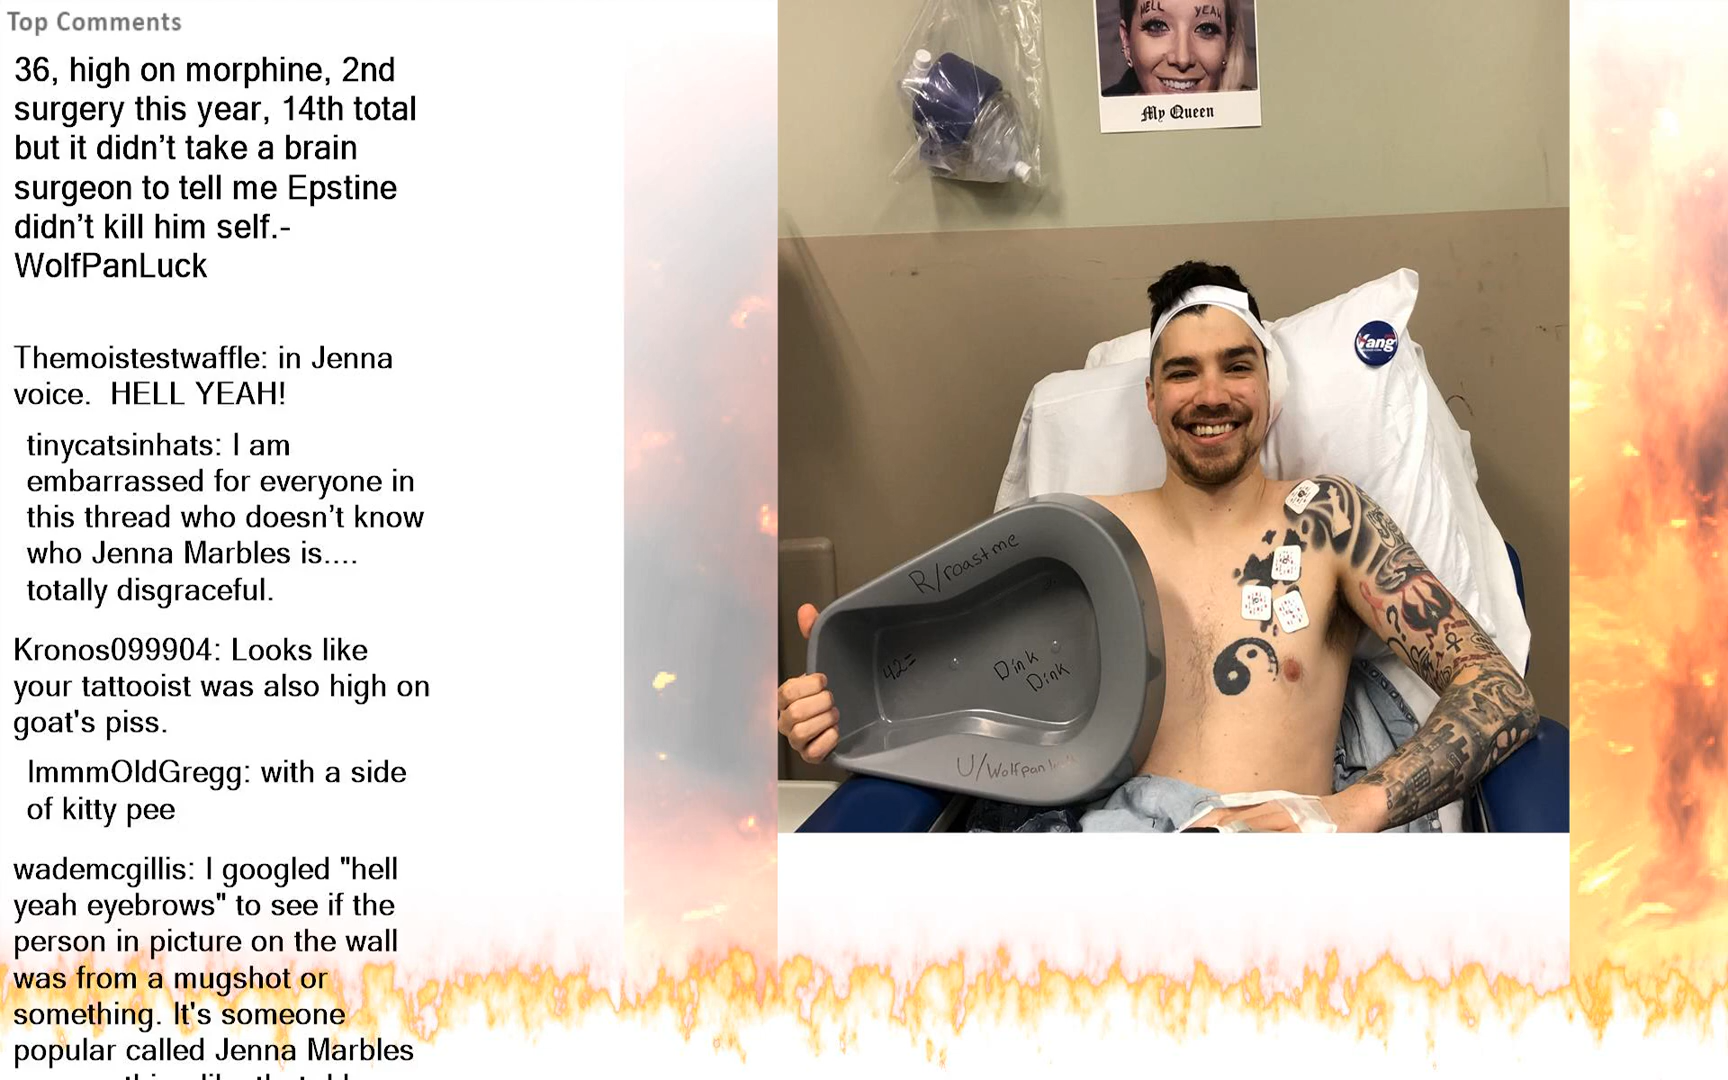 Top Comments
36, high on morphine, 2nd
surgery this year, 14th total
but it didn’t take a brain
surgeon to tell me Epstine
didn’t kill him self.-
WolfPanLuck
Themoistestwaffle: in Jenna
voice.  HELL YEAH!
tinycatsinhats: I am
embarrassed for everyone in
this thread who doesn’t know
who Jenna Marbles is....
totally disgraceful.
Kronos099904: Looks like
your tattooist was also high on
goat's piss.
ImmmOldGregg: with a side
of kitty pee
wademcgillis: I googled "hell
yeah eyebrows" to see if the
person in picture on the wall
was from a mugshot or
something. It's someone
popular called Jenna Marbles
HELL YEAH
My Queen
Yang
R/roastme
42=
Dink
Dink
U/Wolfpanluck